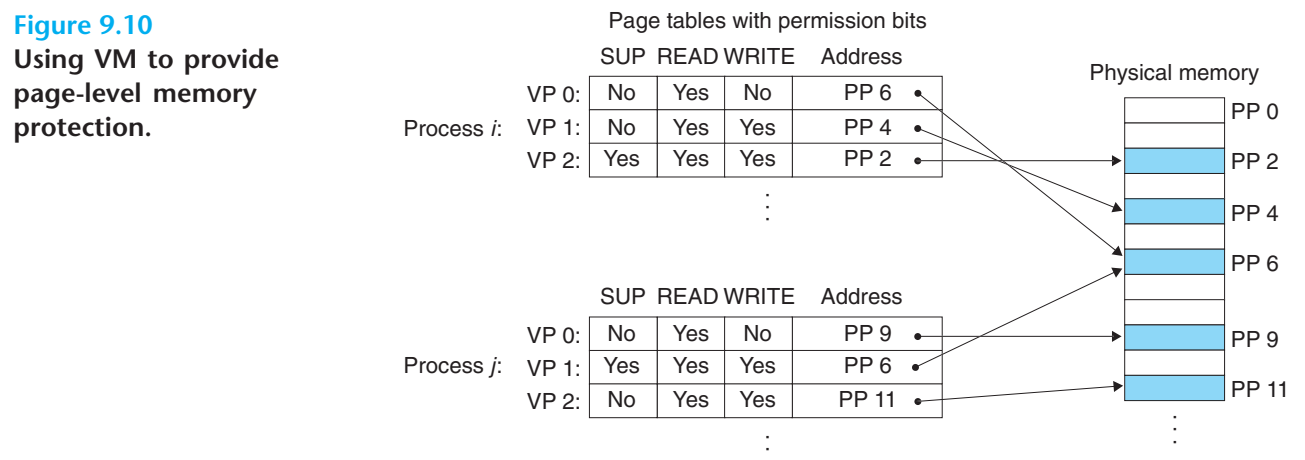 Figure 9.10
Using VM to provide
page-level memory
protection.
Page tables with permission bits
SUP READ WRITE Address
Process i:
VP 0: No Yes No PP 6
VP 1: No Yes Yes PP 4
VP 2: Yes Yes Yes PP 2
⋮
SUP READ WRITE Address
Process j:
VP 0: No Yes No PP 9
VP 1: Yes Yes Yes PP 6
VP 2: No Yes Yes PP 11
⋮
Physical memory
PP 0
PP 2
PP 4
PP 6
PP 9
PP 11
⋮